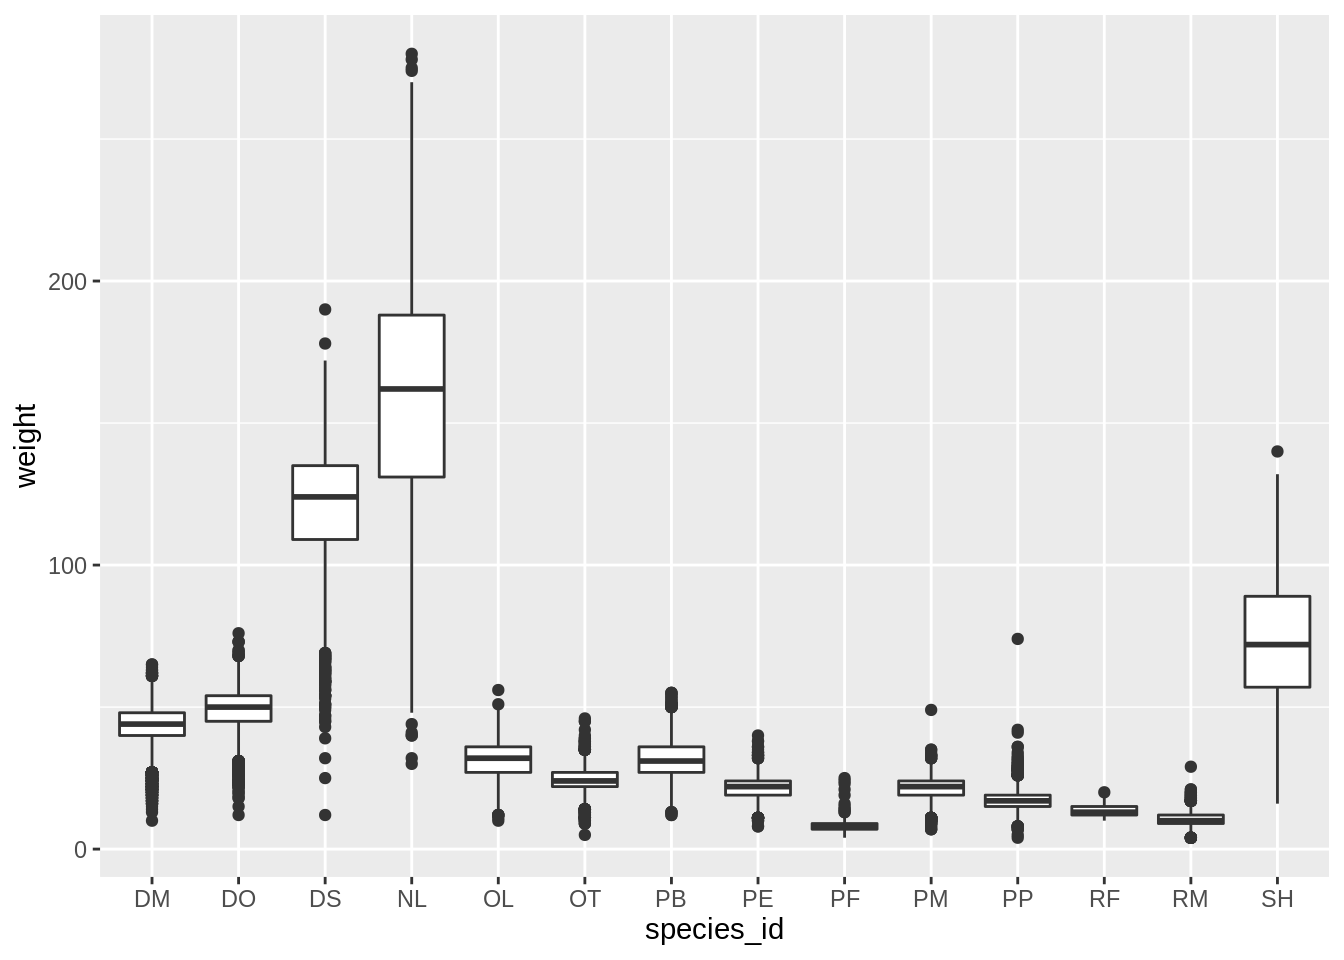 weight
200
100
0
DM DO DS NL OL OT PB PE PF PM PP RF RM SH
species_id